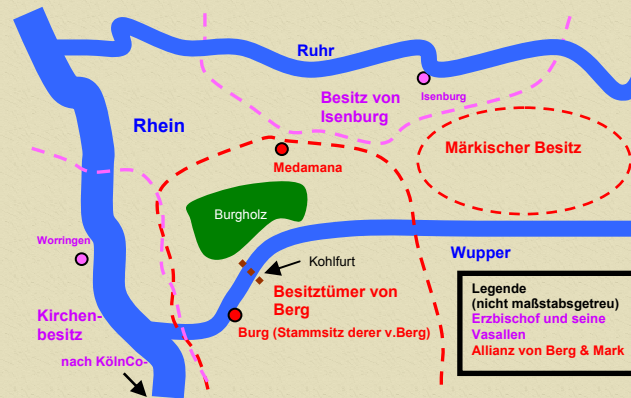 Ruhr
Besitz von
Isenburg
Isenburg
Rhein
Märkischer Besitz
Medamana
Burgholz
Worringen
Kohlfurt
Wupper
Besitztümer von
Berg
Kirchen-
besitz
Burg (Stammsitz derer v.Berg)
nach KölnCo-
Legende
(nicht maßstabsgetreu)
Erzbischof und seine
Vasallen
Allianz von Berg & Mark